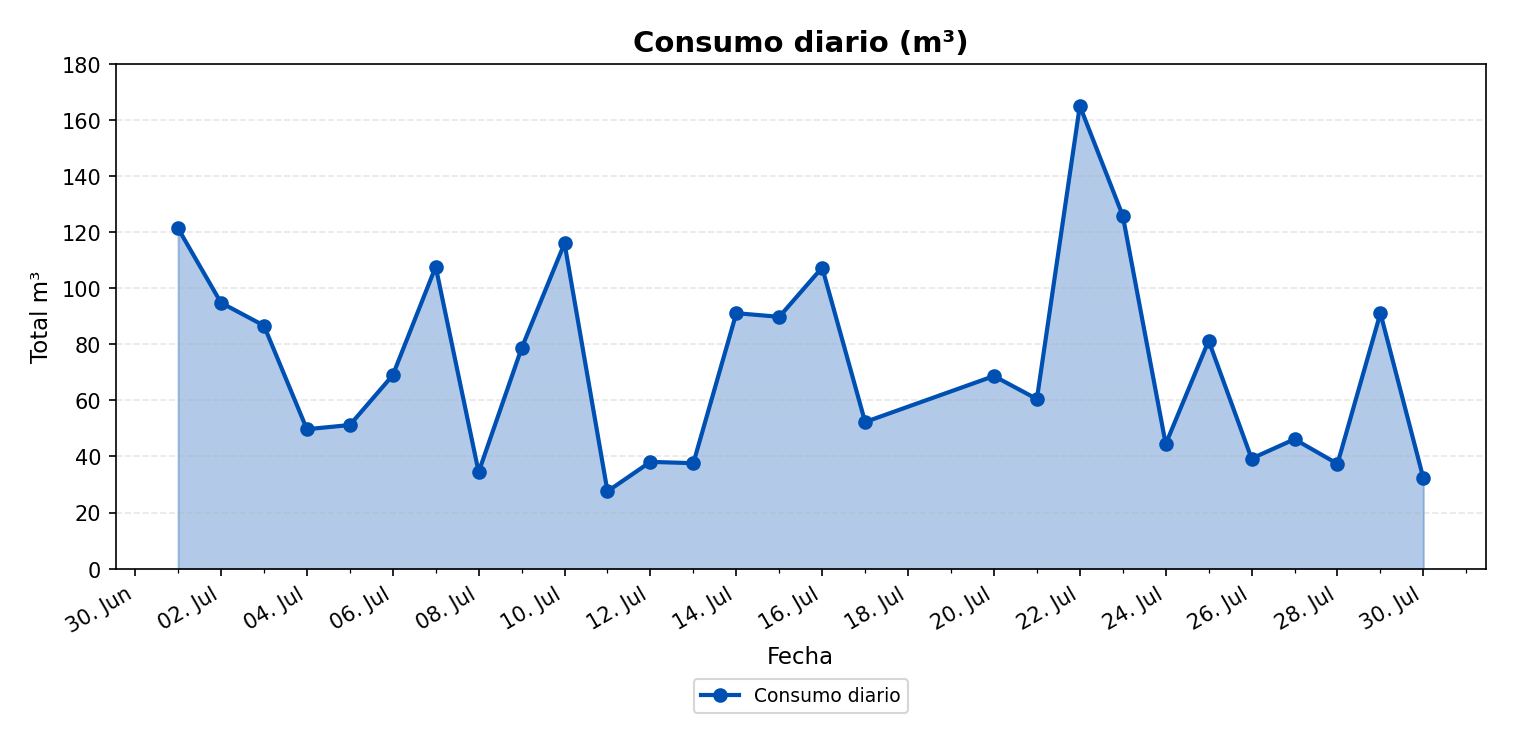 Consumo diario (m³)
Total m³
180
160
140
120
100
80
60
40
20
0
30. Jun
02. Jul
04. Jul
06. Jul
08. Jul
10. Jul
12. Jul
14. Jul
16. Jul
18. Jul
20. Jul
22. Jul
24. Jul
26. Jul
28. Jul
30. Jul
Fecha
Consumo diario